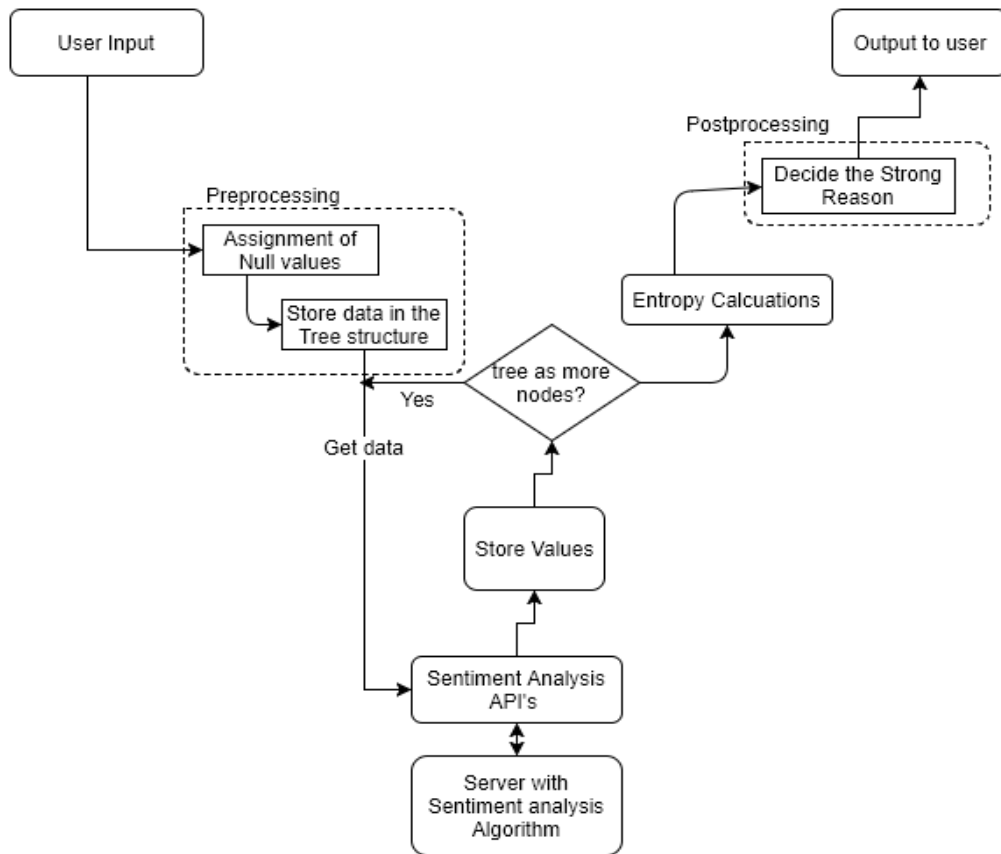 User Input
Output to user
Postprocessing
Decide the Strong
Reason
Preprocessing
Assignment of
Null values
Store data in the
Tree structure
Entropy Calcuations
tree as more
nodes?
Yes
Get data
Store Values
Sentiment Analysis
API's
Server with
Sentiment analysis
Algorithm